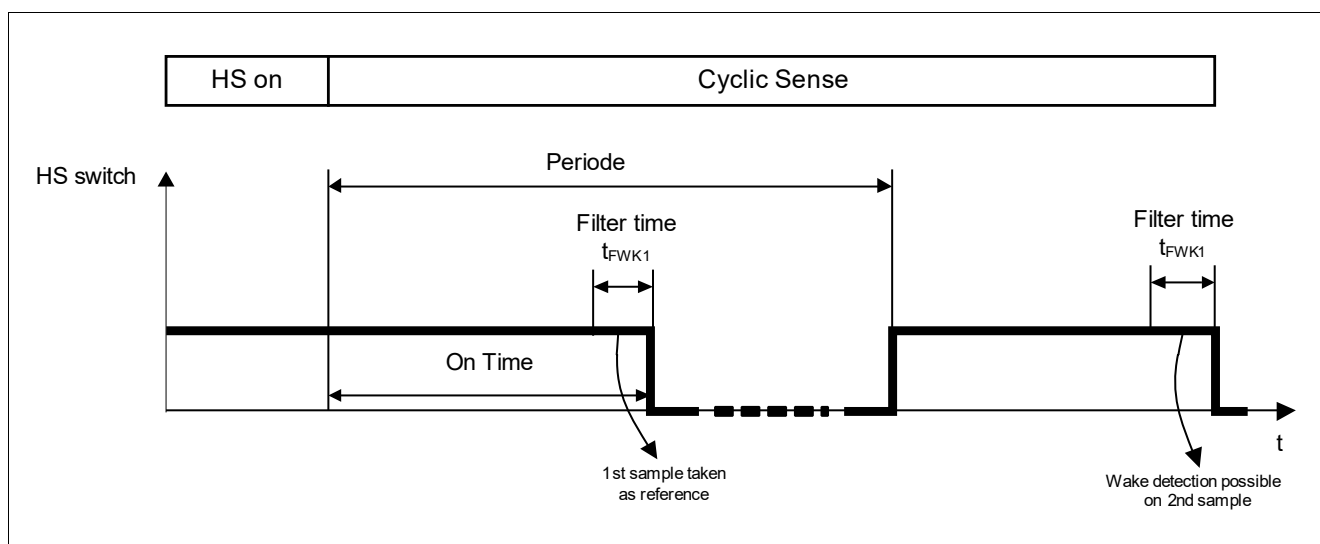 HS on
Cyclic Sense
HS switch
Periode
Filter time
tFWK1
Filter time
tFWK1
On Time
t
1st sample taken
as reference
Wake detection possible
on 2nd sample